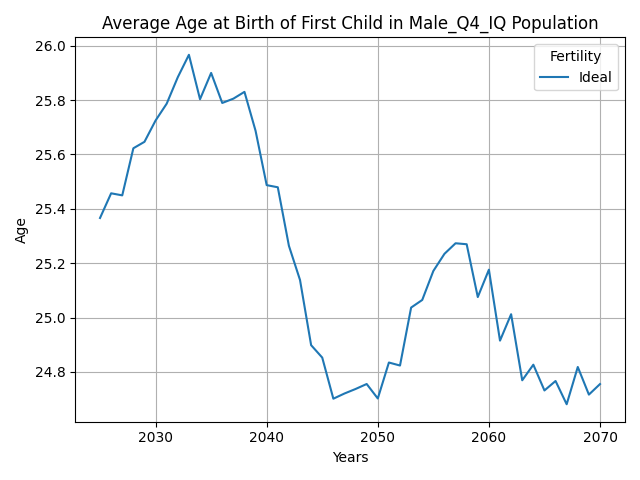 Average Age at Birth of First Child in Male_Q4_IQ Population
Fertility
Ideal
26.0
25.8
25.6
25.4
25.2
25.0
24.8
Age
2030 2040 2050 2060 2070
Years